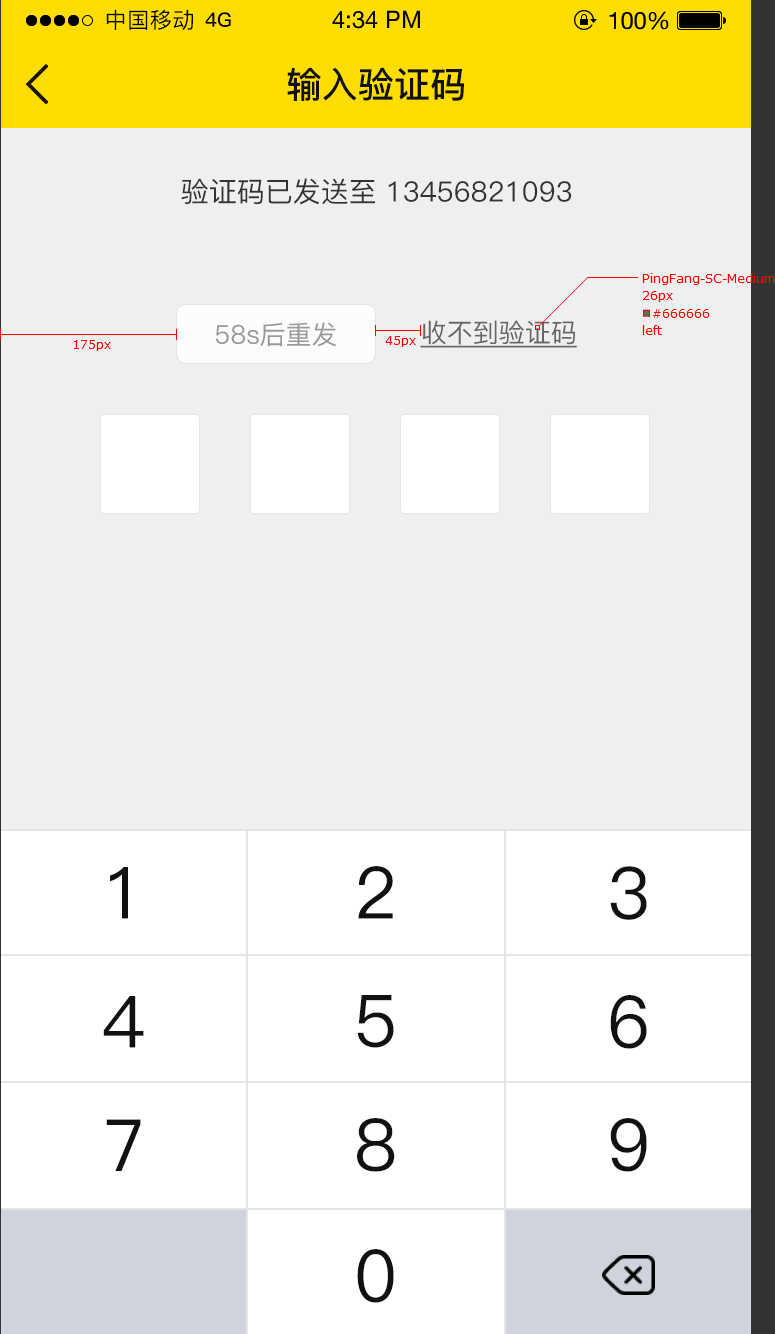 中国移动 4G 4:34 PM 100%
输入验证码
验证码已发送至 13456821093
PingFang-SC-Medium
26px
#666666
left
58s后重发 收不到验证码
175px 45px
1 2 3
4 5 6
7 8 9
0